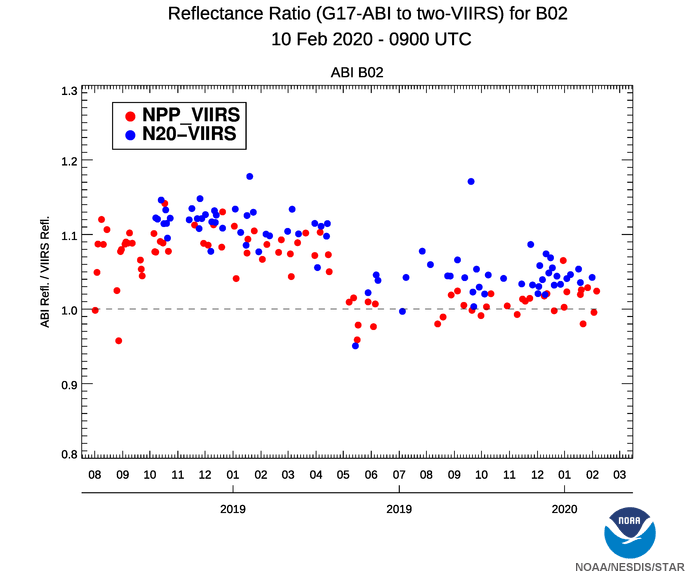 Reflectance Ratio (G17-ABI to two-VIIRS) for B02
10 Feb 2020 - 0900 UTC
ABI B02
NPP_VIIRS
N20-VIIRS
ABI Refl. / VIIRS Refl.
1.3
1.2
1.1
1.0
0.9
0.8
08 09 10 11 12 01 02 03 04 05 06 07 08 09 10 11 12 01 02 03
2019 2019 2020
NOAA
NOAA/NESDIS/STAR